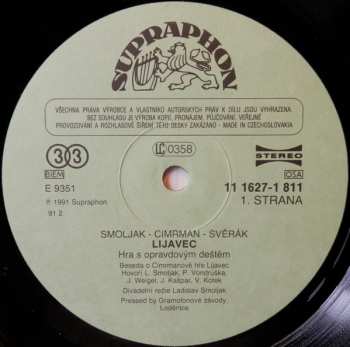 SUPRAPHON
VŠECHNA PRÁVA VÝROBCE A VLASTNÍKŮ AUTORSKÝCH PRÁV K DÍLU JSOU VYHRAZENA
BEZ SOUHLASU JE VÝROBA KOPIÍ, PRONÁJEM, PŮJČOVÁNÍ, VEŘEJNÉ
PROVOZOVÁNÍ A ROZHLASOVÉ ŠÍŘENÍ TÉTO DESKY ZAKÁZÁNO - MADE IN CZECHOSLOVAKIA
33
BIEM
LC 0358
STEREO
OSA
E 9351
11 1627-1 811
1. STRANA
℗ 1991 Supraphon
91 2
SMOLJAK - CIMRMAN - SVĚRÁK
LIJAVEC
Hra s opravdovým deštěm
Beseda o Cimrmanově hře Lijavec
Hovoří L. Smoljak, P. Vondruška,
J. Weigel, J. Kašpar, V. Kotek
Divadelní režie Ladislav Smoljak
Pressed by Gramofonové závody,
Loděnice